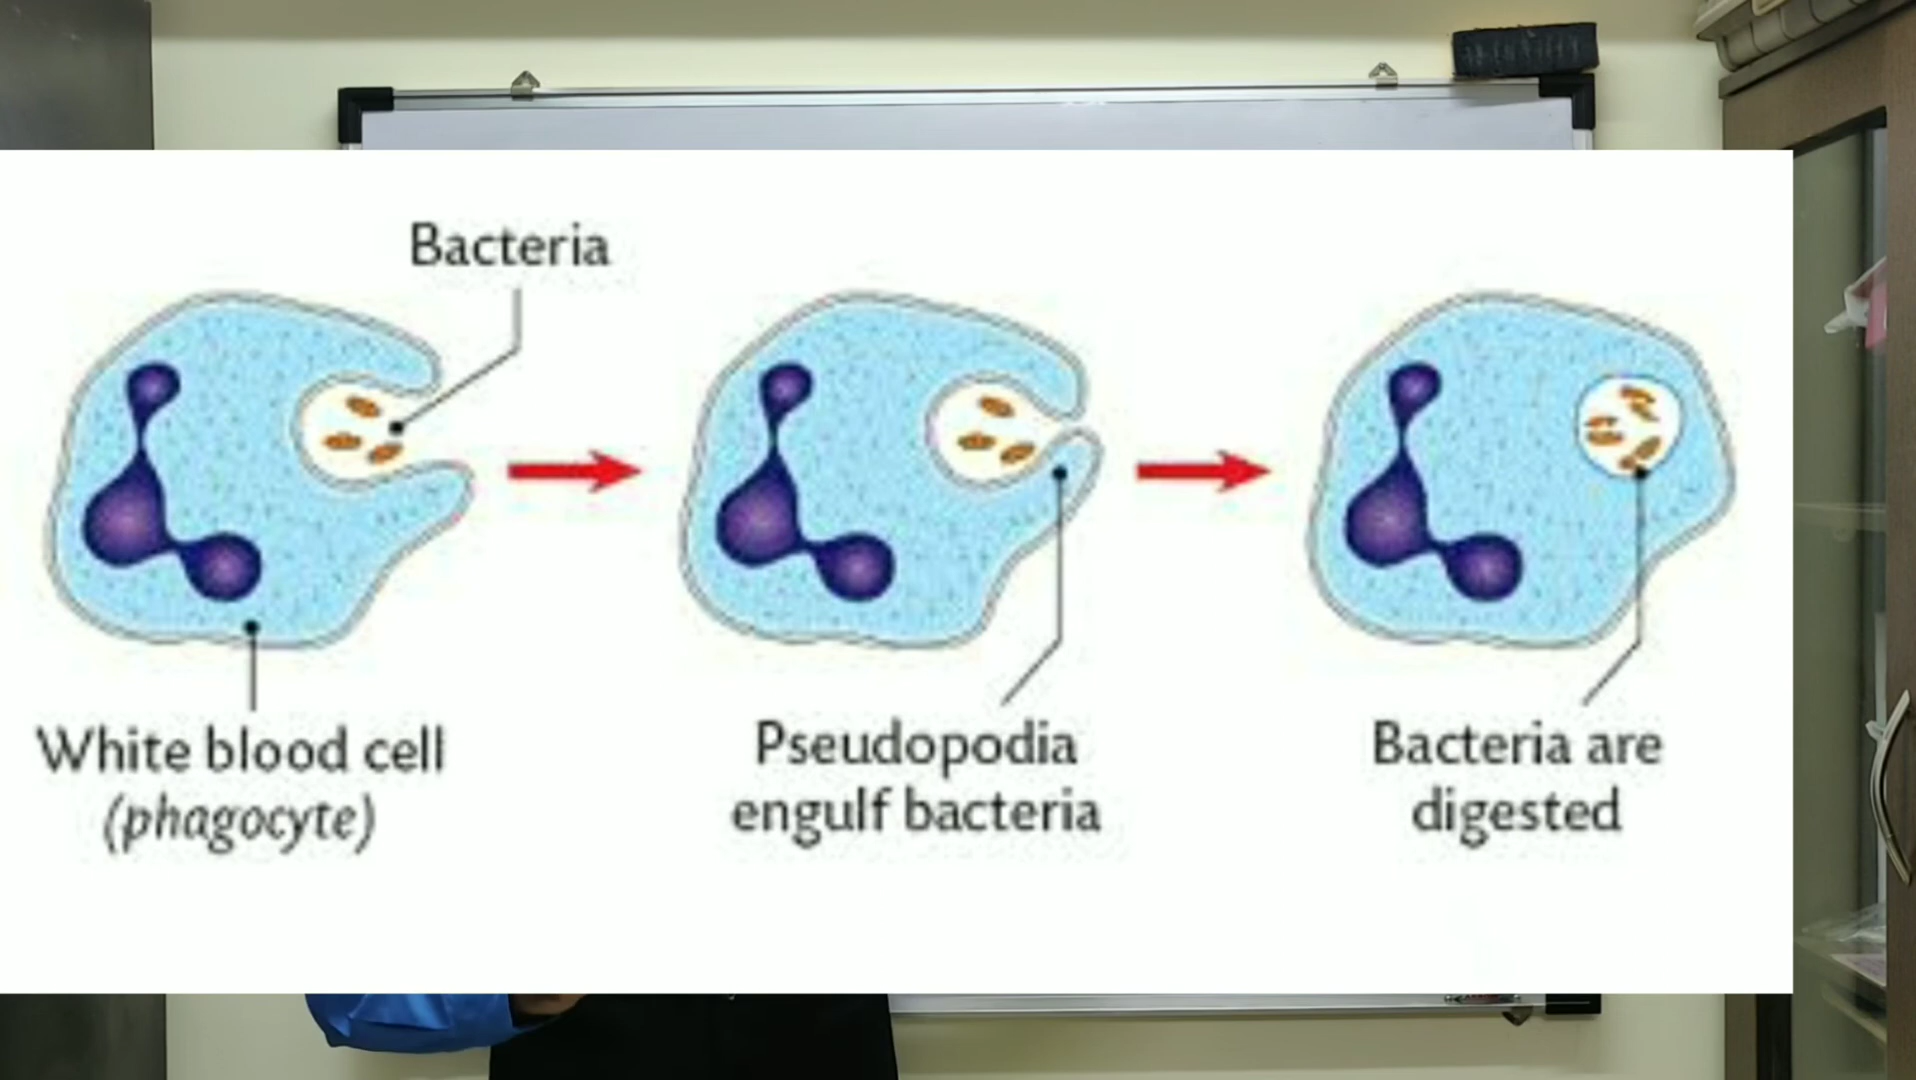 Bacteria
White blood cell
(phagocyte)
Pseudopodia
engulf bacteria
Bacteria are
digested